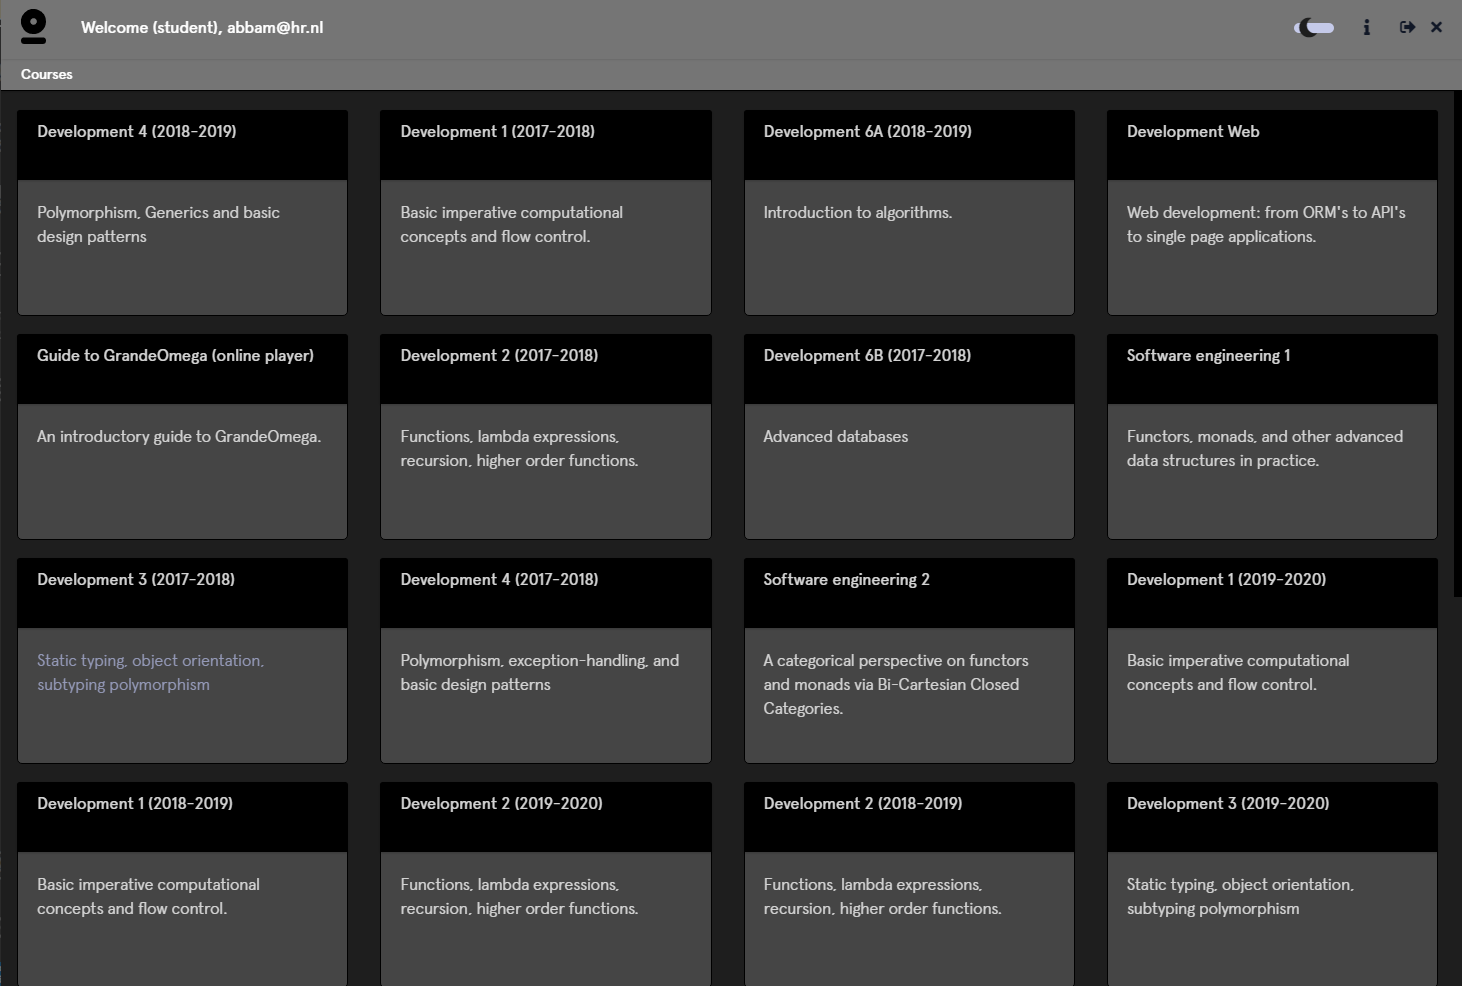 Welcome (student), abbam@hr.nl
Courses
Development 4 (2018-2019)
Polymorphism, Generics and basic
design patterns
Development 1 (2017-2018)
Basic imperative computational
concepts and flow control.
Development 6A (2018-2019)
Introduction to algorithms.
Development Web
Web development: from ORM's to API's
to single page applications.
Guide to GrandeOmega (online player)
An introductory guide to GrandeOmega.
Development 2 (2017-2018)
Functions, lambda expressions,
recursion, higher order functions.
Development 6B (2017-2018)
Advanced databases
Software engineering 1
Functors, monads, and other advanced
data structures in practice.
Development 3 (2017-2018)
Static typing, object orientation,
subtyping polymorphism
Development 4 (2017-2018)
Polymorphism, exception-handling, and
basic design patterns
Software engineering 2
A categorical perspective on functors
and monads via Bi-Cartesian Closed
Categories.
Development 1 (2019-2020)
Basic imperative computational
concepts and flow control.
Development 1 (2018-2019)
Basic imperative computational
concepts and flow control.
Development 2 (2019-2020)
Functions, lambda expressions,
recursion, higher order functions.
Development 2 (2018-2019)
Functions, lambda expressions,
recursion, higher order functions.
Development 3 (2019-2020)
Static typing, object orientation,
subtyping polymorphism